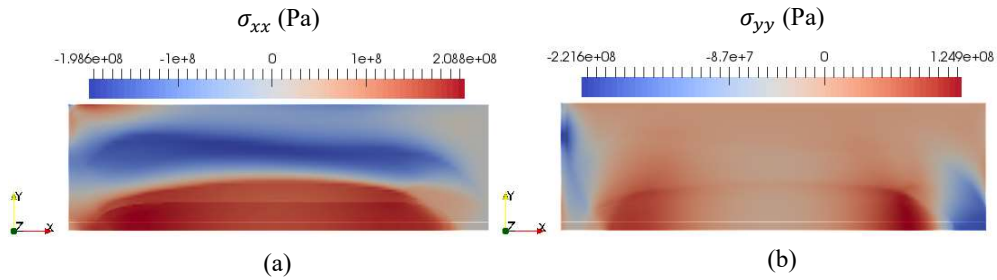 σxx (Pa)
-1.986e+08 -1e+8 0 1e+8 2.088e+08
Y
Z X
(a)
σyy (Pa)
-2.216e+08 -8.7e+7 0 1.249e+08
Y
Z X
(b)